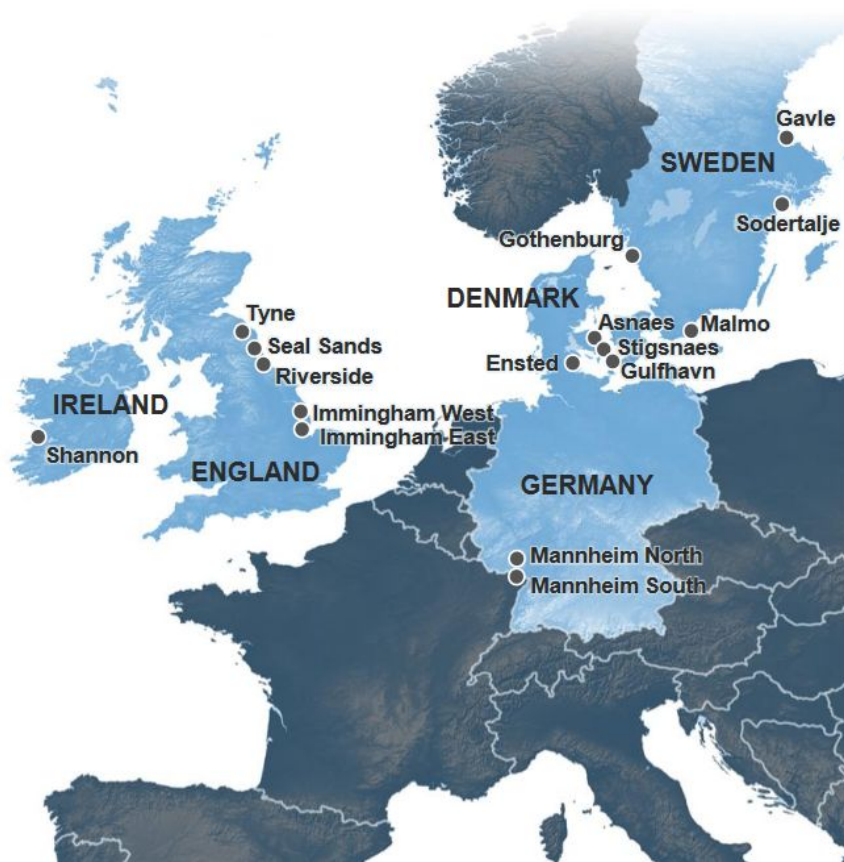 Gavle
SWEDEN
Sodertalje
Gothenburg
DENMARK
Tyne
Asnaes
Malmo
Seal Sands
Stigsnaes
Ensted
Gulfhavn
Riverside
IRELAND
Immingham West
Immingham East
Shannon
ENGLAND
GERMANY
Mannheim North
Mannheim South